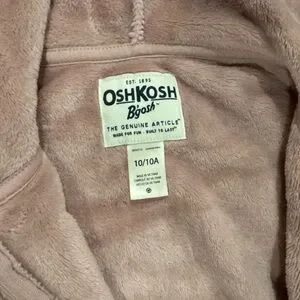 EST. 1895
OSHKOSH
B'gosh
THE GENUINE ARTICLE
MADE FOR FUN · BUILT TO LAST
10/10A
MADE IN VIETNAM